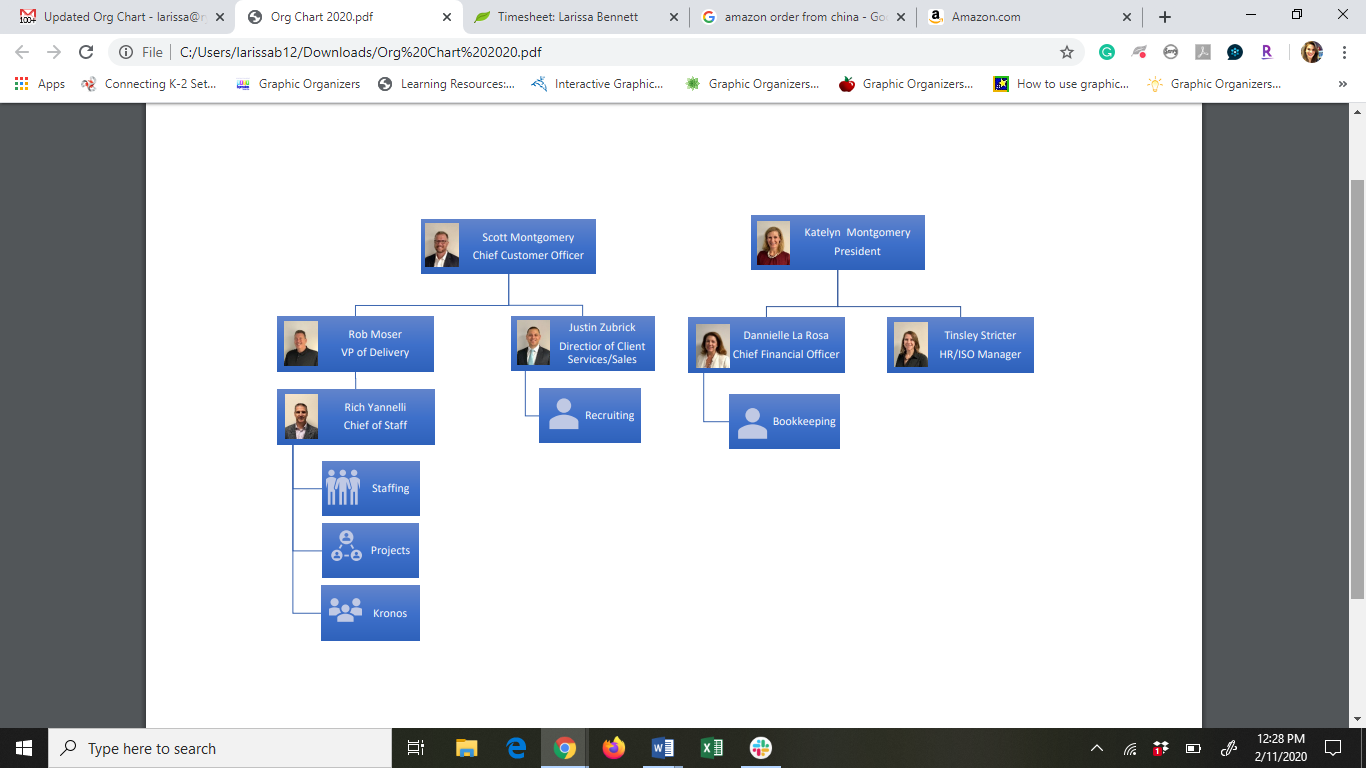 Updated Org Chart - larissa@r
Org Chart 2020.pdf
Timesheet: Larissa Bennett
amazon order from china - Go
Amazon.com
File
C:/Users/larissab12/Downloads/Org%20Chart%202020.pdf
Apps
Connecting K-2 Set...
Graphic Organizers
Learning Resources:...
Interactive Graphic...
Graphic Organizers...
Graphic Organizers...
How to use graphic...
Graphic Organizers...
Scott Montgomery
Chief Customer Officer
Katelyn Montgomery
President
Rob Moser
VP of Delivery
Justin Zubrick
Directior of Client
Services/Sales
Dannielle La Rosa
Chief Financial Officer
Tinsley Stricter
HR/ISO Manager
Rich Yannelli
Chief of Staff
Recruiting
Bookkeeping
Staffing
Projects
Kronos
Type here to search
12:28 PM
2/11/2020